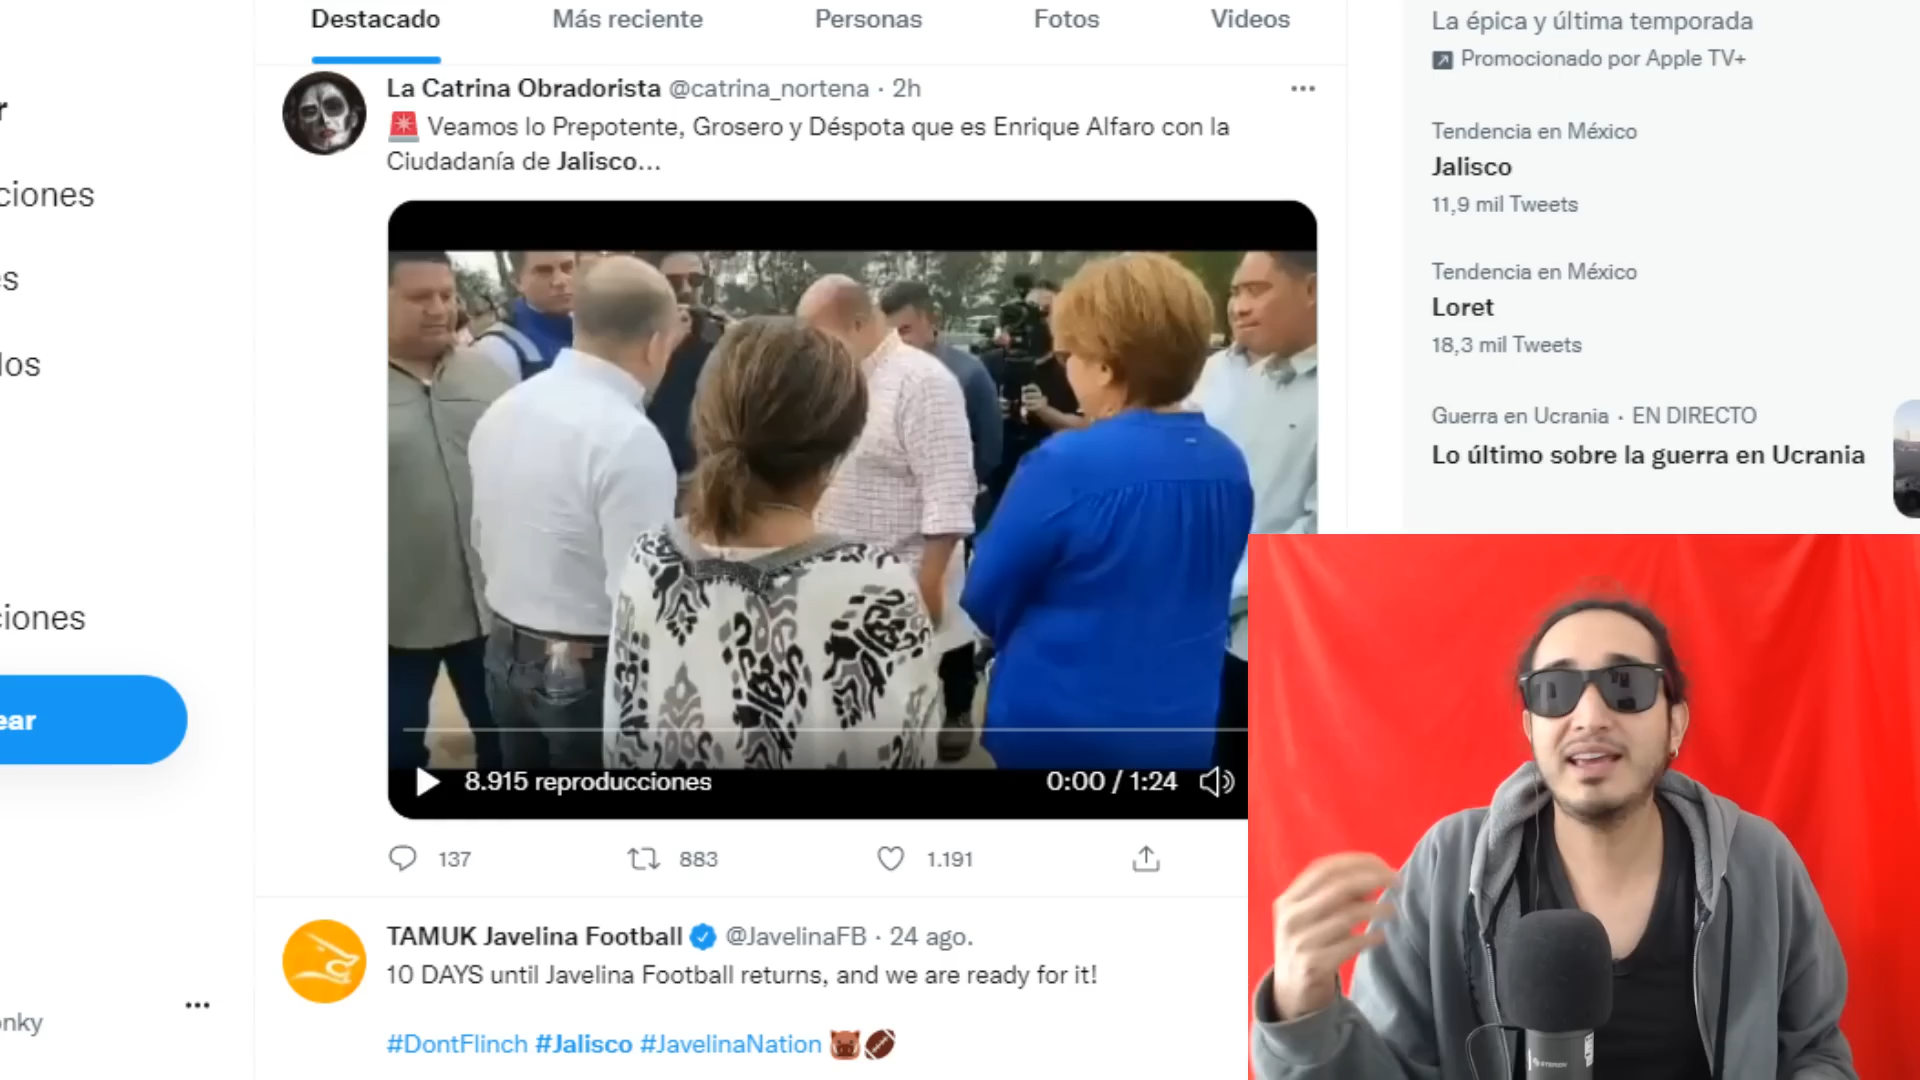 Destacado
Más reciente
Personas
Fotos
Videos
La Catrina Obradorista @catrina_nortena · 2h
🚨 Veamos lo Prepotente, Grosero y Déspota que es Enrique Alfaro con la
Ciudadanía de Jalisco...
8.915 reproducciones
0:00 / 1:24
137
883
1.191
TAMUK Javelina Football @JavelinaFB · 24 ago.
10 DAYS until Javelina Football returns, and we are ready for it!
#DontFlinch #Jalisco #JavelinaNation 🐗🏈
La épica y última temporada
Promocionado por Apple TV+
Tendencia en México
Jalisco
11,9 mil Tweets
Tendencia en México
Loret
18,3 mil Tweets
Guerra en Ucrania · EN DIRECTO
Lo último sobre la guerra en Ucrania
r
ciones
s
los
ciones
ear
onky